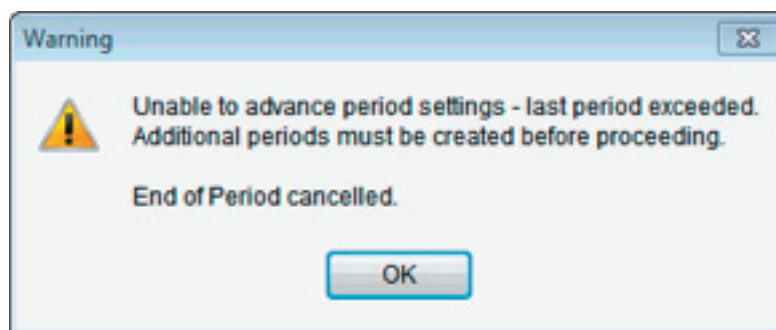 Warning
Unable to advance period settings - last period exceeded.
Additional periods must be created before proceeding.
End of Period cancelled.
OK